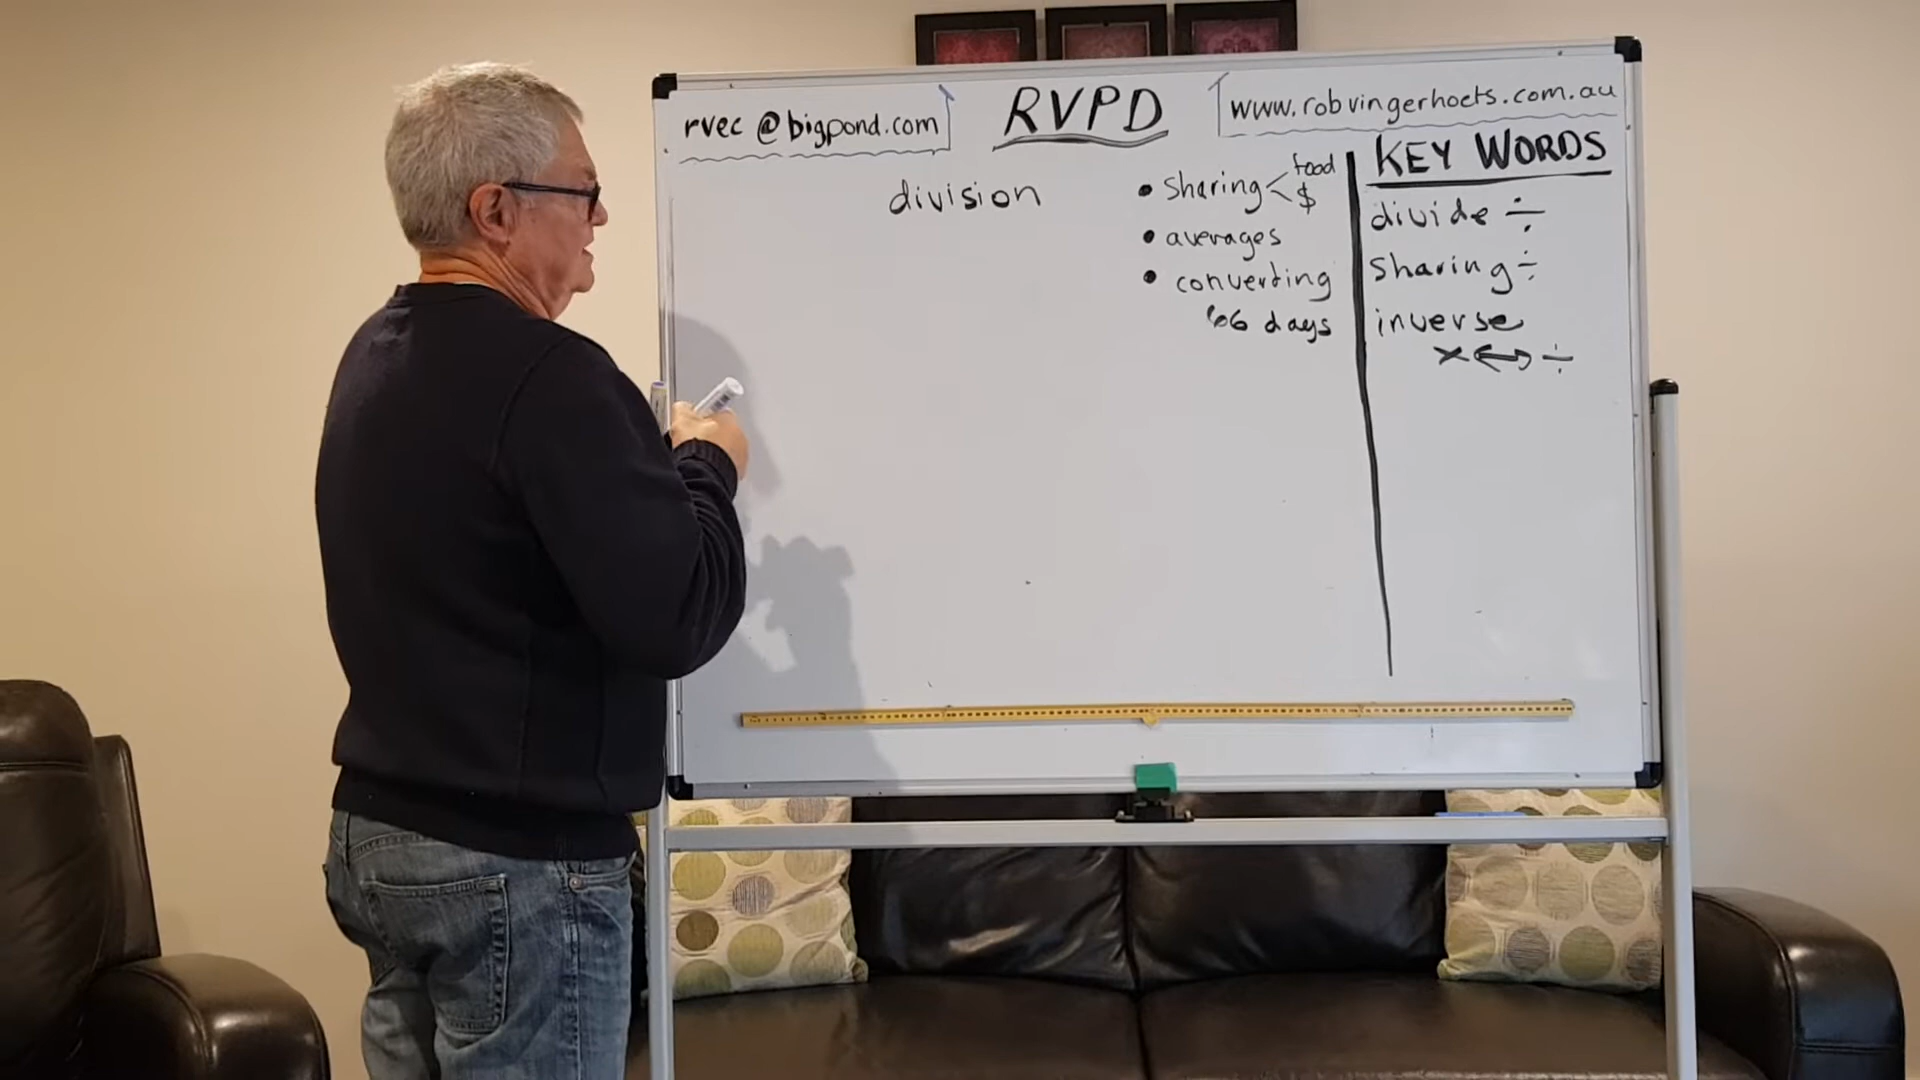 rvec @bigpond.com
RVPD
www.robvingerhoets.com.au
division
• Sharing < food
$
• averages
• converting
66 days
KEY WORDS
divide ÷
Sharing ÷
inverse
× ↔ ÷